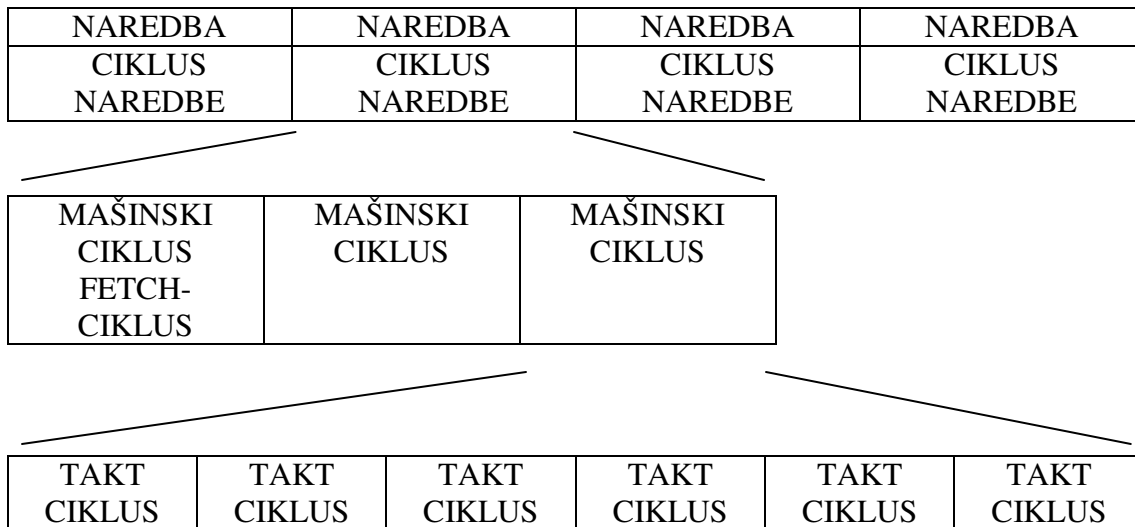 NAREDBA NAREDBA NAREDBA NAREDBA
CIKLUS CIKLUS CIKLUS CIKLUS
NAREDBE NAREDBE NAREDBE NAREDBE
MAŠINSKI MAŠINSKI MAŠINSKI
CIKLUS CIKLUS CIKLUS
FETCH-
CIKLUS
TAKT TAKT TAKT TAKT TAKT TAKT
CIKLUS CIKLUS CIKLUS CIKLUS CIKLUS CIKLUS